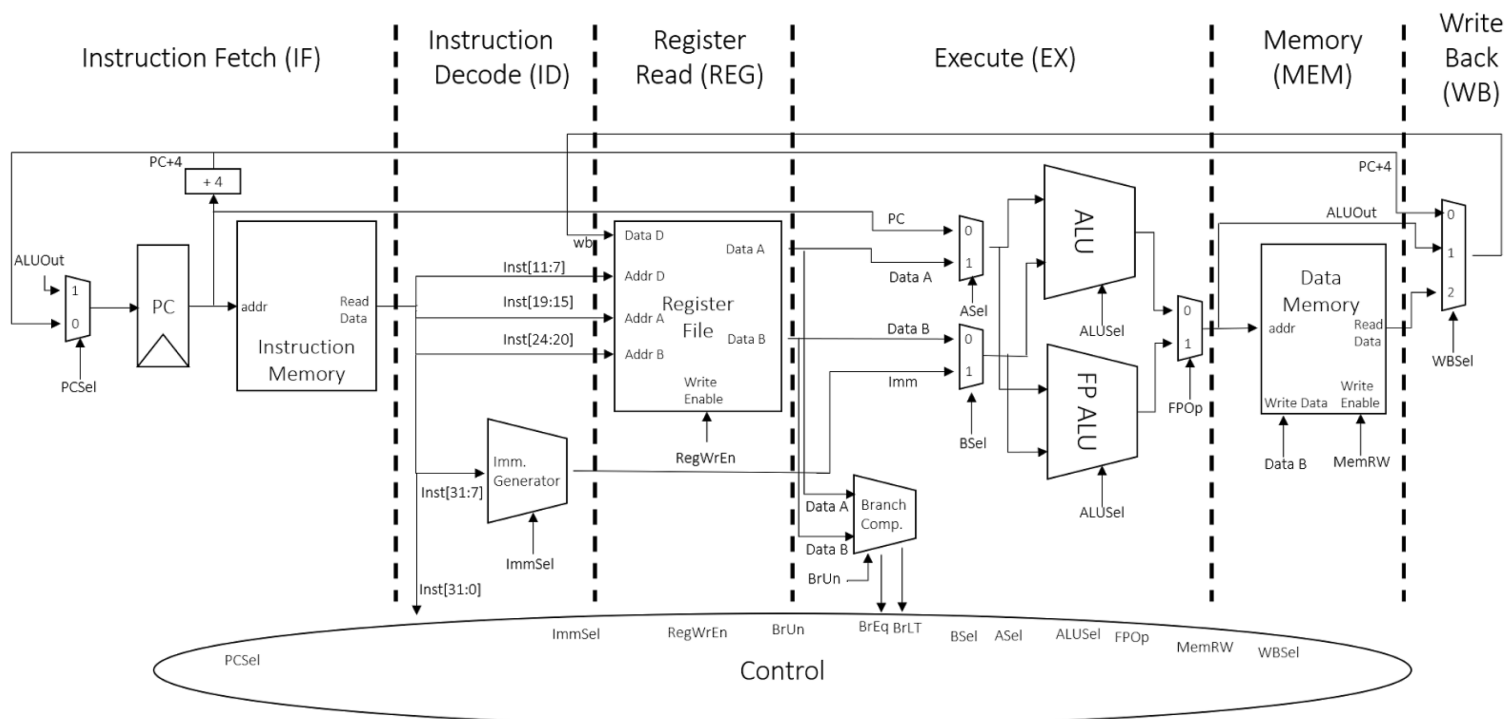 Instruction Fetch (IF)
Instruction
Decode (ID)
Register
Read (REG)
Execute (EX)
Memory
(MEM)
Write
Back
(WB)
PC+4
+ 4
ALUOut
1
0
PCSel
PC
addr
Read
Data
Instruction
Memory
Inst[11:7]
Inst[19:15]
Inst[24:20]
Inst[31:7]
Inst[31:0]
Imm.
Generator
ImmSel
wb
Data D
Addr D
Addr A
Addr B
Data A
Data B
Register
File
Write
Enable
RegWrEn
PC
Data A
0
1
ASel
Data B
Imm
0
1
BSel
Data A
Data B
Branch
Comp.
BrUn
ALU
ALUSel
FP ALU
ALUSel
0
1
FPOp
PC+4
ALUOut
Data
Memory
addr
Read
Data
Write Data
Write
Enable
Data B
MemRW
0
1
2
WBSel
PCSel
ImmSel
RegWrEn
BrUn
BrEq
BrLT
BSel
ASel
ALUSel
FPOp
MemRW
WBSel
Control